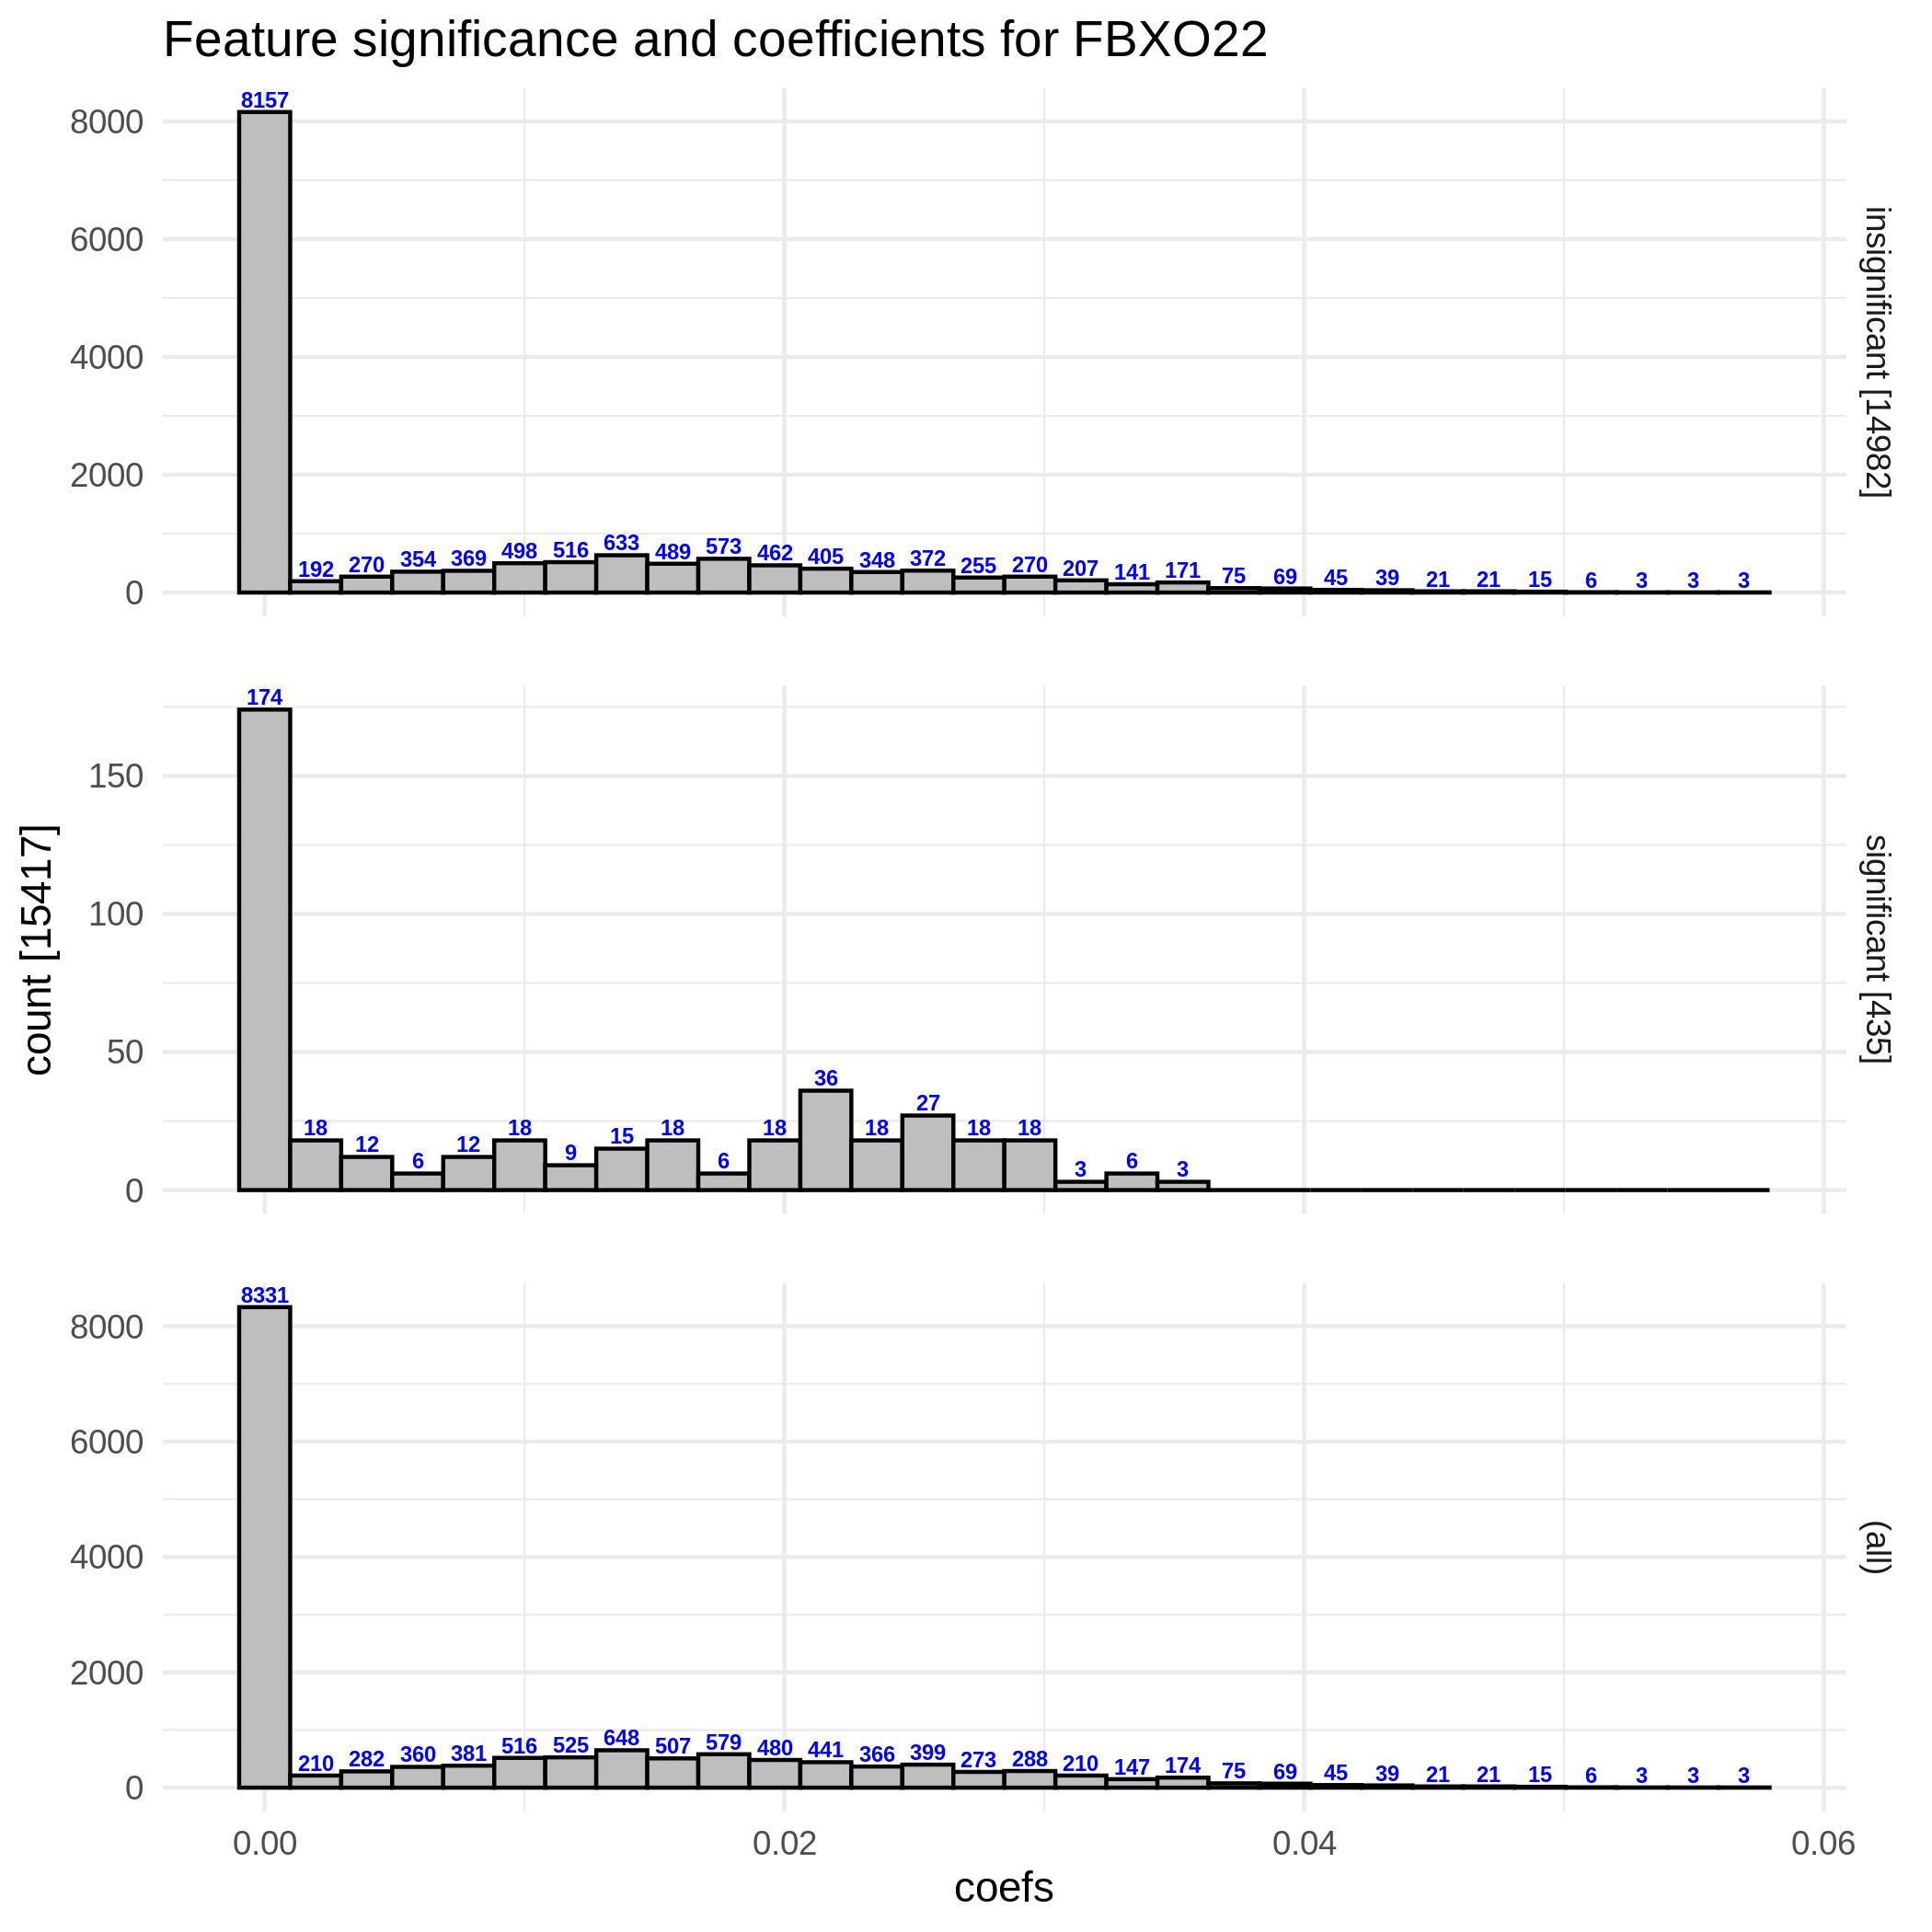 Feature significance and coefficients for FBXO22
count [15417]
8000
6000
4000
2000
0
8157 192 270 354 369 498 516 633 489 573 462 405 348 372 255 270 207 141 171 75 69 45 39 21 21 15 6 3 3 3
insignificant [14982]
150
100
50
0
174 18 12 6 12 18 9 15 18 6 18 36 18 27 18 18 3 6 3
significant [435]
8000
6000
4000
2000
0
8331 210 282 360 381 516 525 648 507 579 480 441 366 399 273 288 210 147 174 75 69 45 39 21 21 15 6 3 3 3
(all)
0.00 0.02 0.04 0.06
coefs